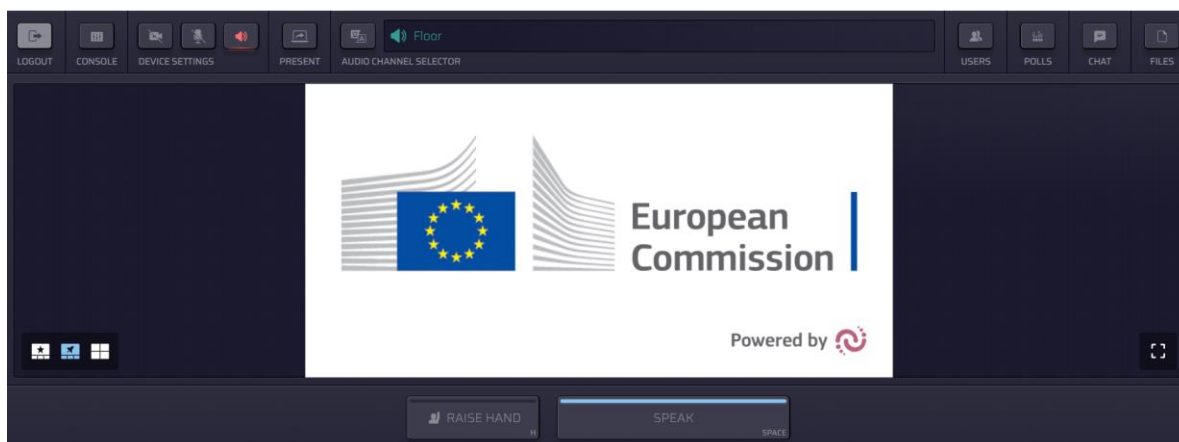 Floor
LOGOUT
CONSOLE
DEVICE SETTINGS
PRESENT
AUDIO CHANNEL SELECTOR
USERS
POLLS
CHAT
FILES
European
Commission
Powered by
RAISE HAND
H
SPEAK
SPACE